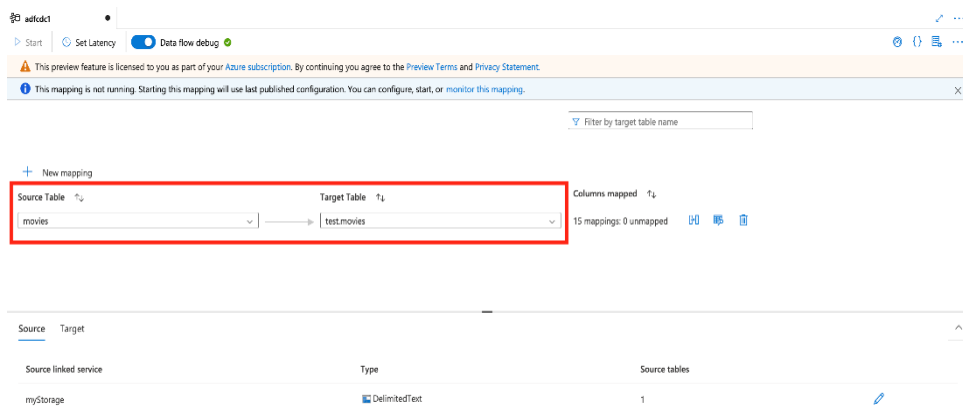 adfcdc1
Start Set Latency Data flow debug
This preview feature is licensed to you as part of your Azure subscription. By continuing you agree to the Preview Terms and Privacy Statement.
This mapping is not running. Starting this mapping will use last published configuration. You can configure, start, or monitor this mapping.
Filter by target table name
New mapping
Source Table Target Table Columns mapped
movies test.movies 15 mappings: 0 unmapped
Source Target
Source linked service Type Source tables
myStorage DelimitedText 1